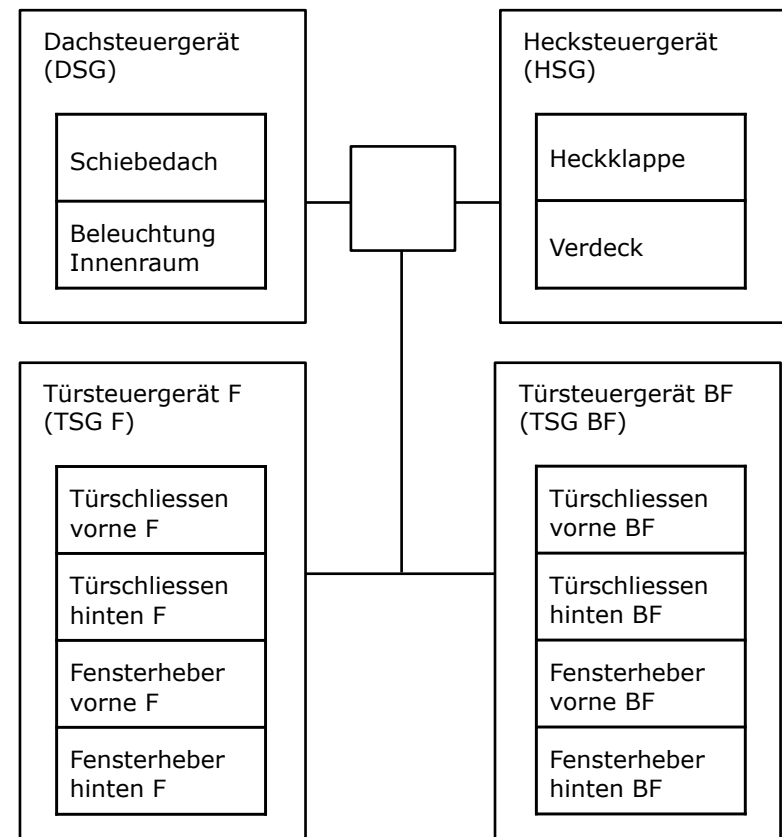 Dachsteuergerät
(DSG)
Schiebedach
Beleuchtung
Innenraum
Hecksteuergerät
(HSG)
Heckklappe
Verdeck
Türsteuergerät F
(TSG F)
Türschliessen
vorne F
Türschliessen
hinten F
Fensterheber
vorne F
Fensterheber
hinten F
Türsteuergerät BF
(TSG BF)
Türschliessen
vorne BF
Türschliessen
hinten BF
Fensterheber
vorne BF
Fensterheber
hinten BF